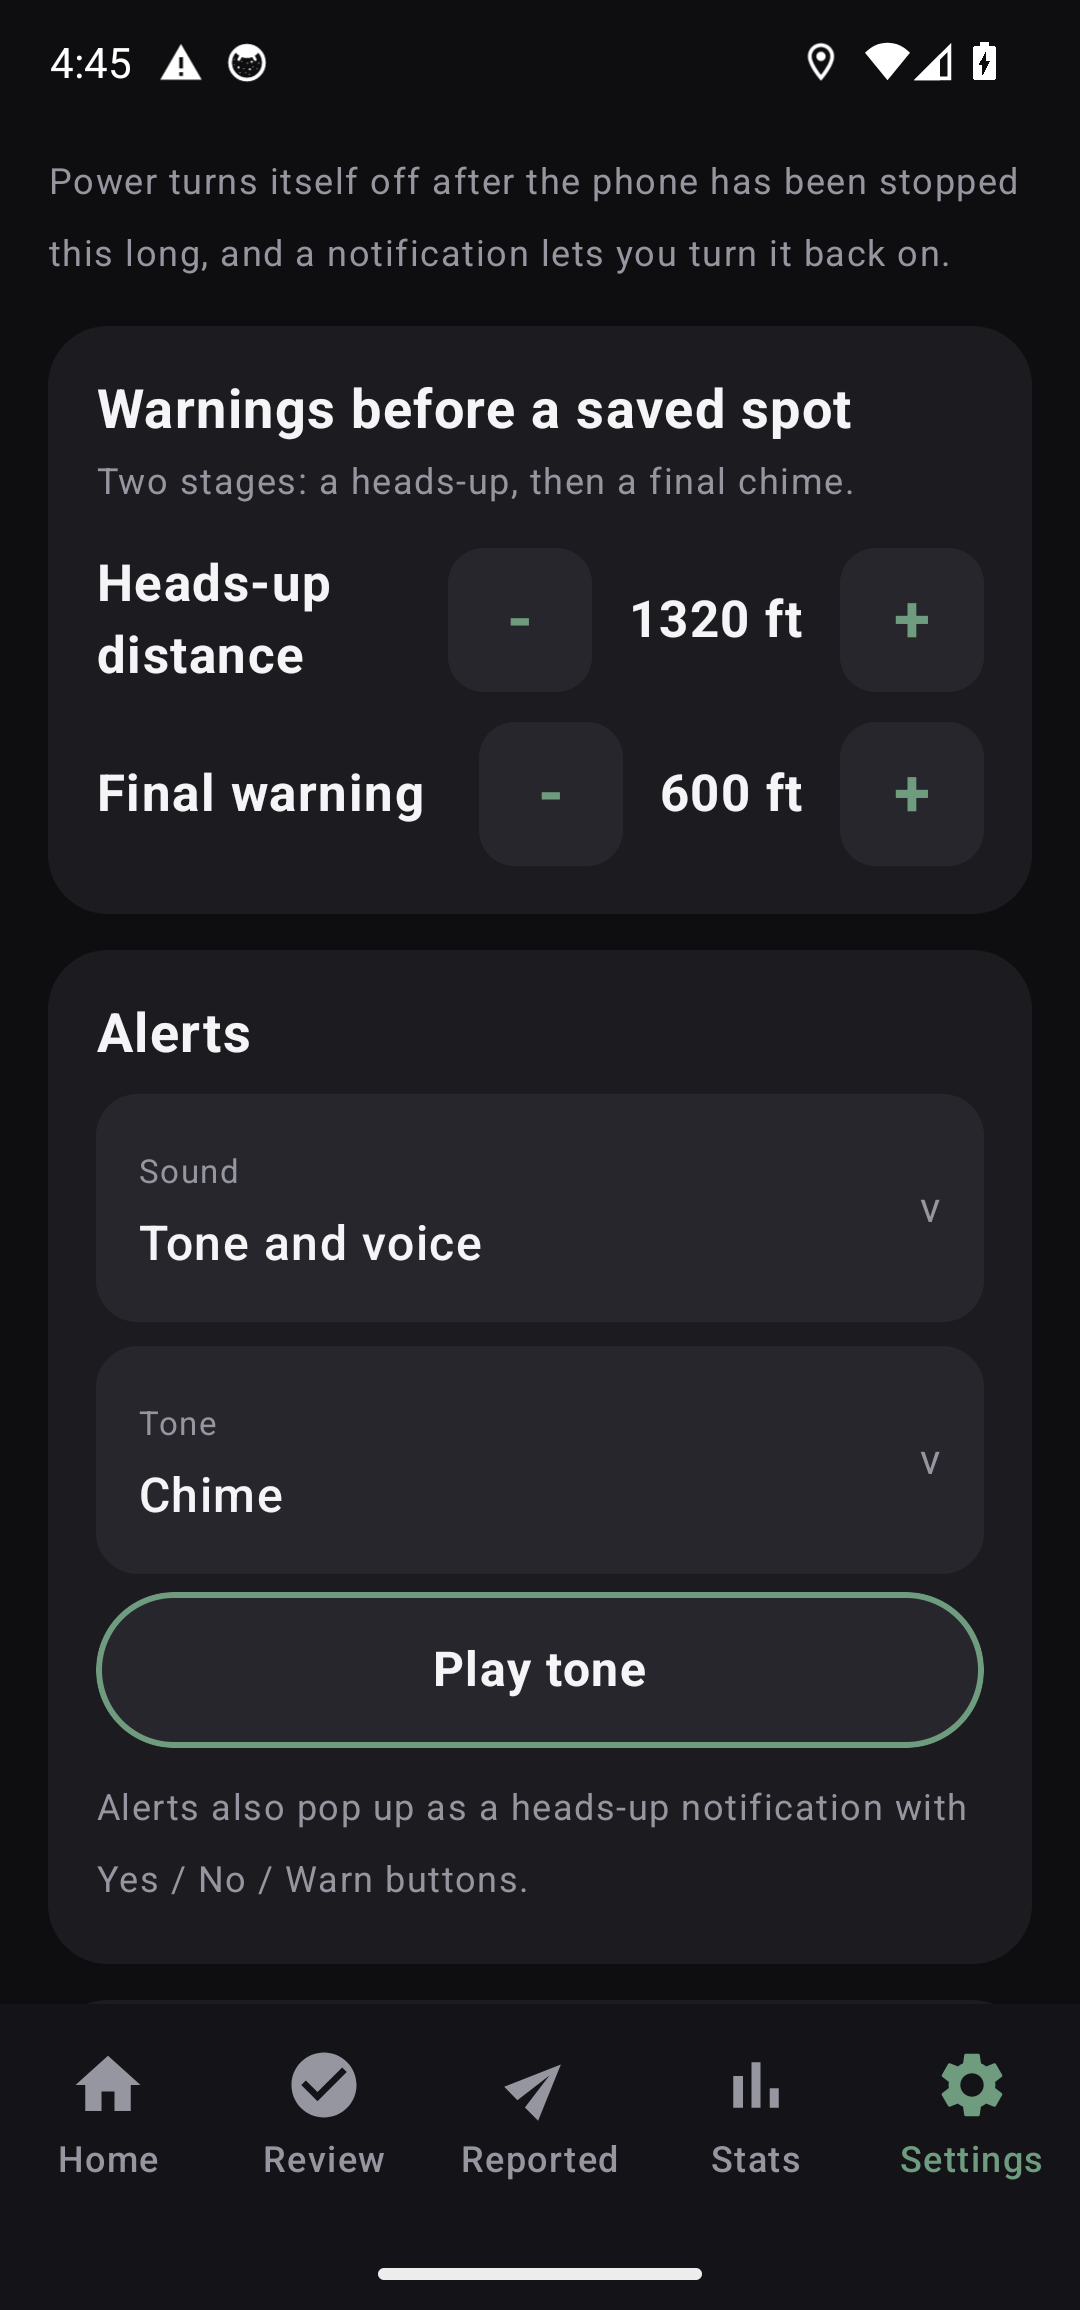 4:45
Power turns itself off after the phone has been stopped
this long, and a notification lets you turn it back on.
Warnings before a saved spot
Two stages: a heads-up, then a final chime.
Heads-up
distance
- 1320 ft +
Final warning - 600 ft +
Alerts
Sound
Tone and voice
v
Tone
Chime
v
Play tone
Alerts also pop up as a heads-up notification with
Yes / No / Warn buttons.
Home Review Reported Stats Settings